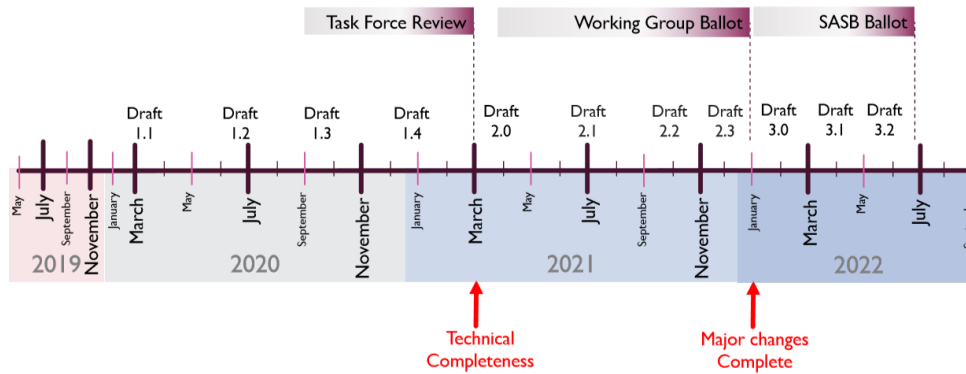 Task Force Review
Working Group Ballot
SASB Ballot
Draft
1.1
Draft
1.2
Draft
1.3
Draft
1.4
Draft
2.0
Draft
2.1
Draft
2.2
Draft
2.3
Draft
3.0
Draft
3.1
Draft
3.2
May
July
September
November
January
March
May
July
September
November
January
March
May
July
September
November
January
March
May
July
2019
2020
2021
2022
Technical
Completeness
Major changes
Complete